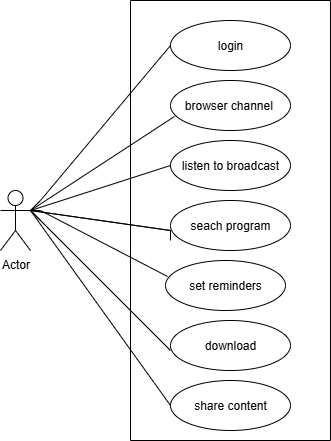 login
browser channel
listen to broadcast
seach program
Actor
set reminders
download
share content